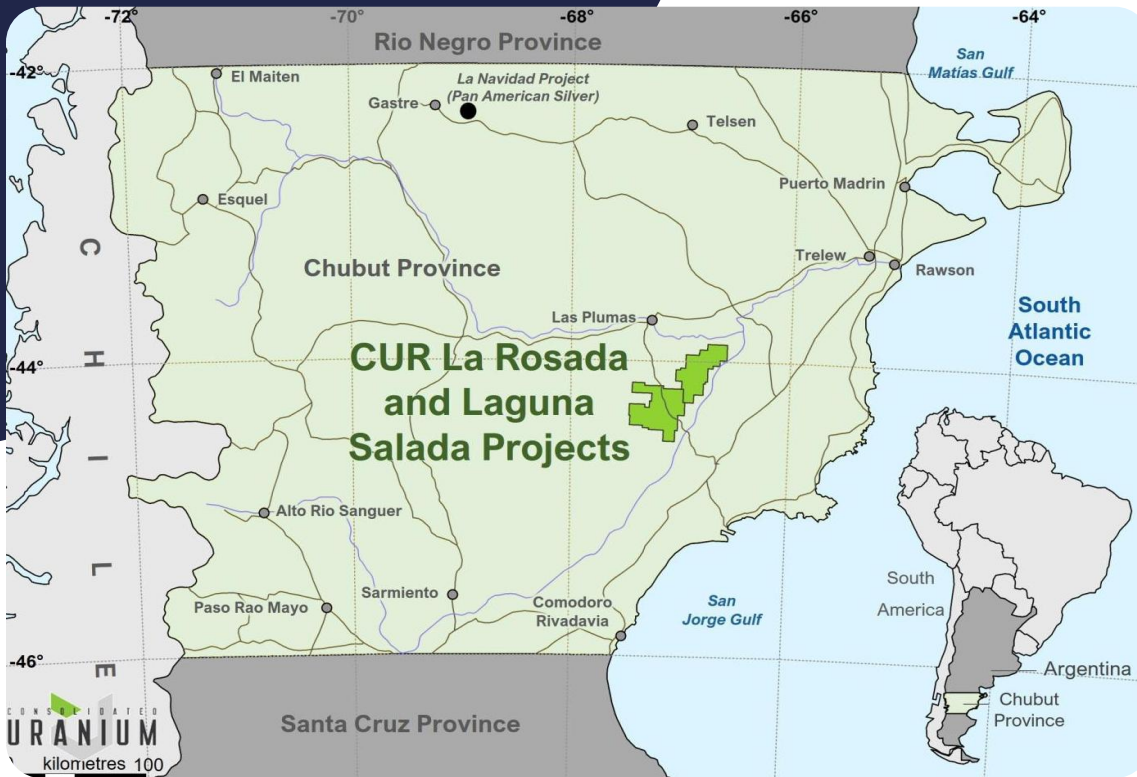 -72°
-70°
-68°
-66°
-64°
Rio Negro Province
San
Matías Gulf
-42°
El Maiten
La Navidad Project
(Pan American Silver)
Gastre
Telsen
Puerto Madrin
Esquel
C
Chubut Province
Trelew
Rawson
Las Plumas
South
Atlantic
Ocean
H
-44°
CUR La Rosada
and Laguna
Salada Projects
I
Alto Rio Sanguer
L
Sarmiento
Paso Rao Mayo
Comodoro
Rivadavia
San
Jorge Gulf
South
America
-46°
E
Argentina
Chubut
Province
Santa Cruz Province
CONSOLIDATED
URANIUM
kilometres 100